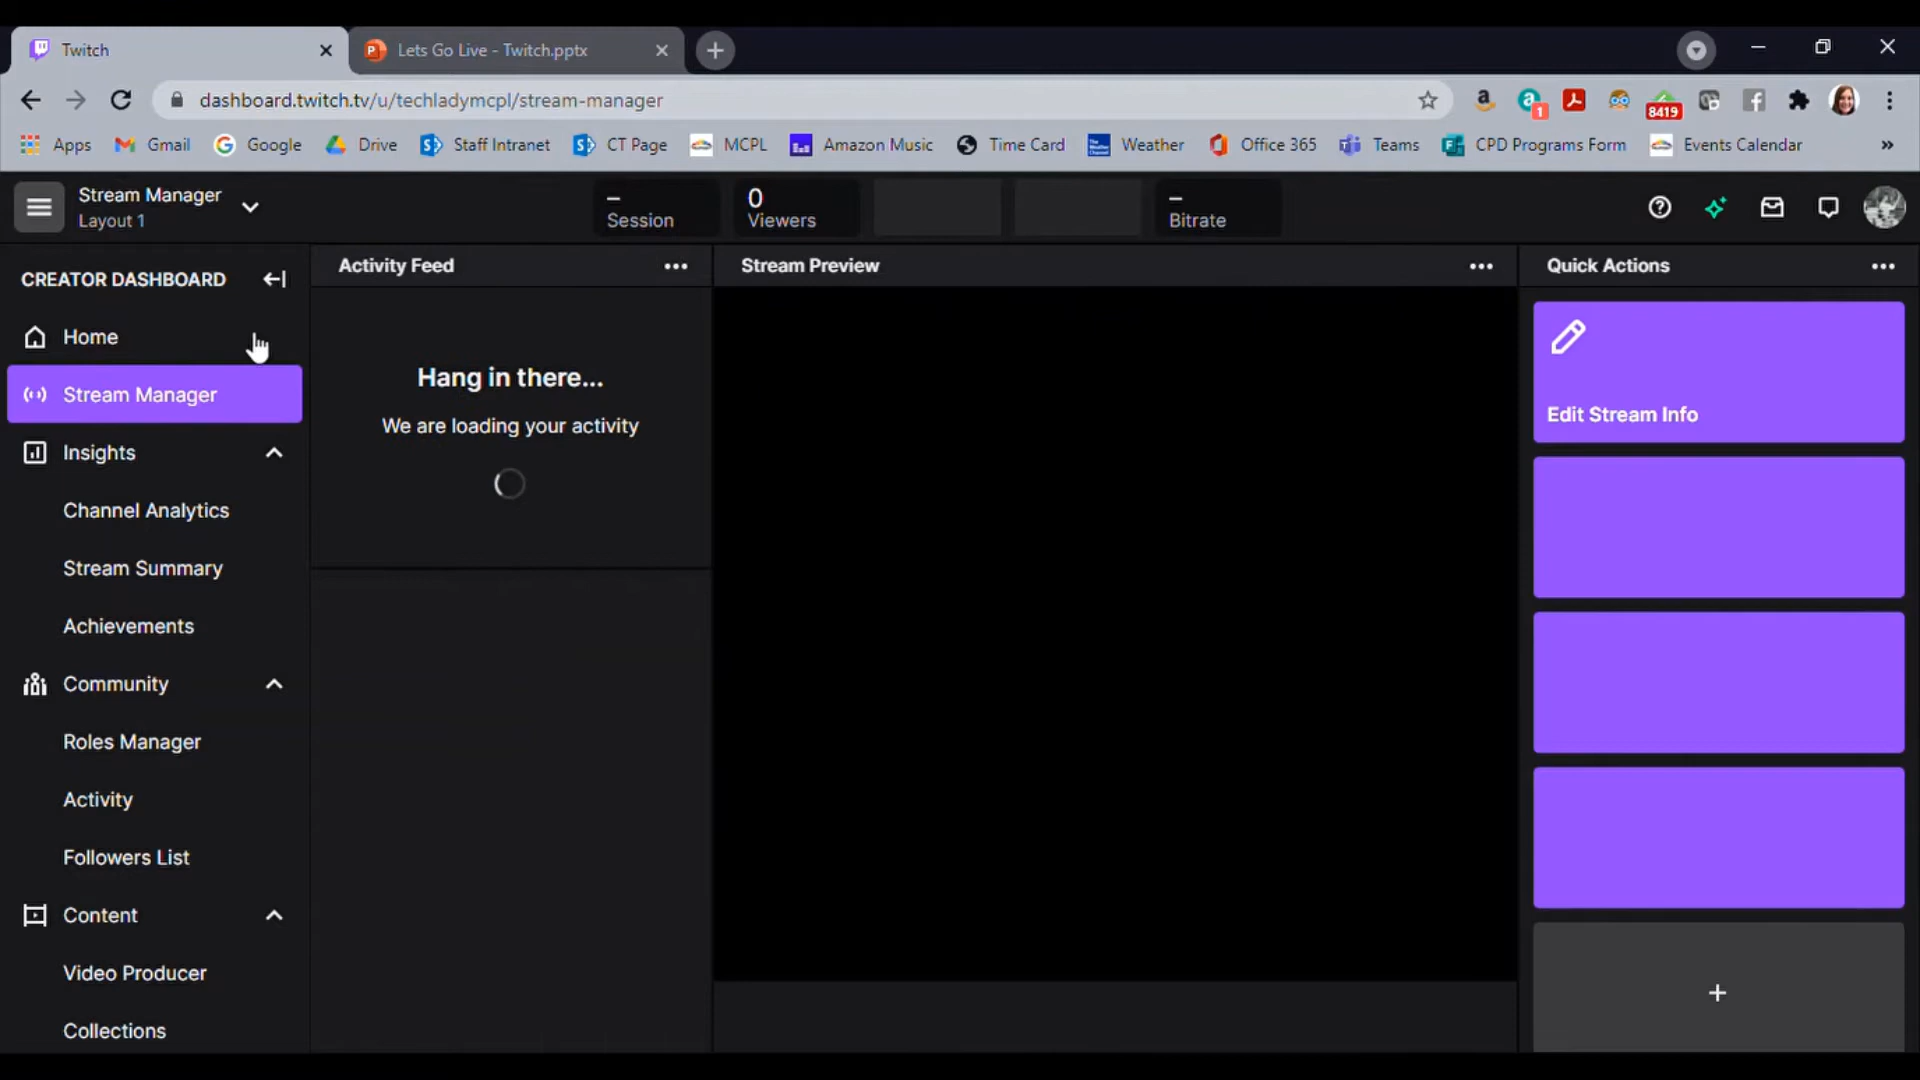 Twitch
Lets Go Live - Twitch.pptx
dashboard.twitch.tv/u/techladymcpl/stream-manager
1
8419
Apps
Gmail
Google
Drive
Staff Intranet
CT Page
MCPL
Amazon Music
Time Card
Weather
Office 365
Teams
CPD Programs Form
Events Calendar
»
Stream Manager
Layout 1
–
Session
0
Viewers
–
Bitrate
CREATOR DASHBOARD
Home
Stream Manager
Insights
Channel Analytics
Stream Summary
Achievements
Community
Roles Manager
Activity
Followers List
Content
Video Producer
Collections
Activity Feed
Hang in there...
We are loading your activity
Stream Preview
Quick Actions
Edit Stream Info
+